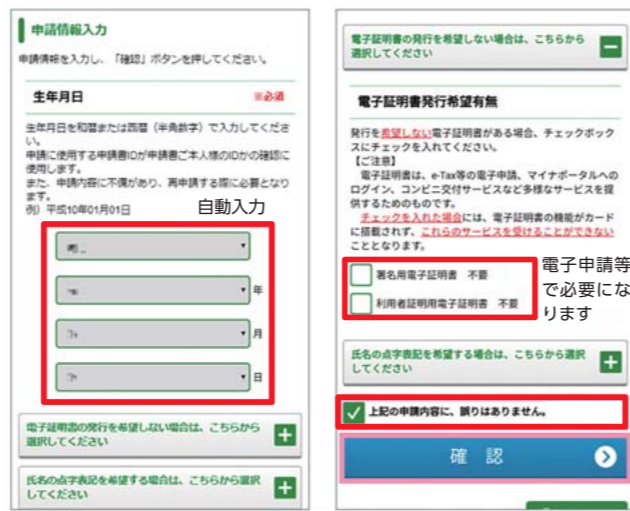 申請情報入力
申請情報を入力し、「確認」ボタンを押してください。
生年月日 ※必須
生年月日を和暦または西暦（半角数字）で入力してくださ
い。
申請に使用する申請書IDが申請書ご本人様のIDかの確認に
使用します。
また、申請内容に不備があり、再申請する際に必要となり
ます。
例）平成10年01月01日
自動入力
年
月
日
電子証明書の発行を希望しない場合は、こちらから
選択してください
氏名の点字表記を希望する場合は、こちらから選択
してください
電子証明書の発行を希望しない場合は、こちらから
選択してください
電子証明書発行希望有無
発行を希望しない電子証明書がある場合、チェックボック
スにチェックを入れてください。
【ご注意】
電子証明書は、e-Tax等の電子申請、マイナポータルへの
ログイン、コンビニ交付サービスなど多様なサービスを提
供するためのものです。
チェックを入れた場合には、電子証明書の機能がカード
に搭載されず、これらのサービスを受けることができない
こととなります。
署名用電子証明書 不要
利用者証明用電子証明書 不要
電子申請等
で必要にな
ります
氏名の点字表記を希望する場合は、こちらから選択
してください
上記の申請内容に、誤りはありません。
確認